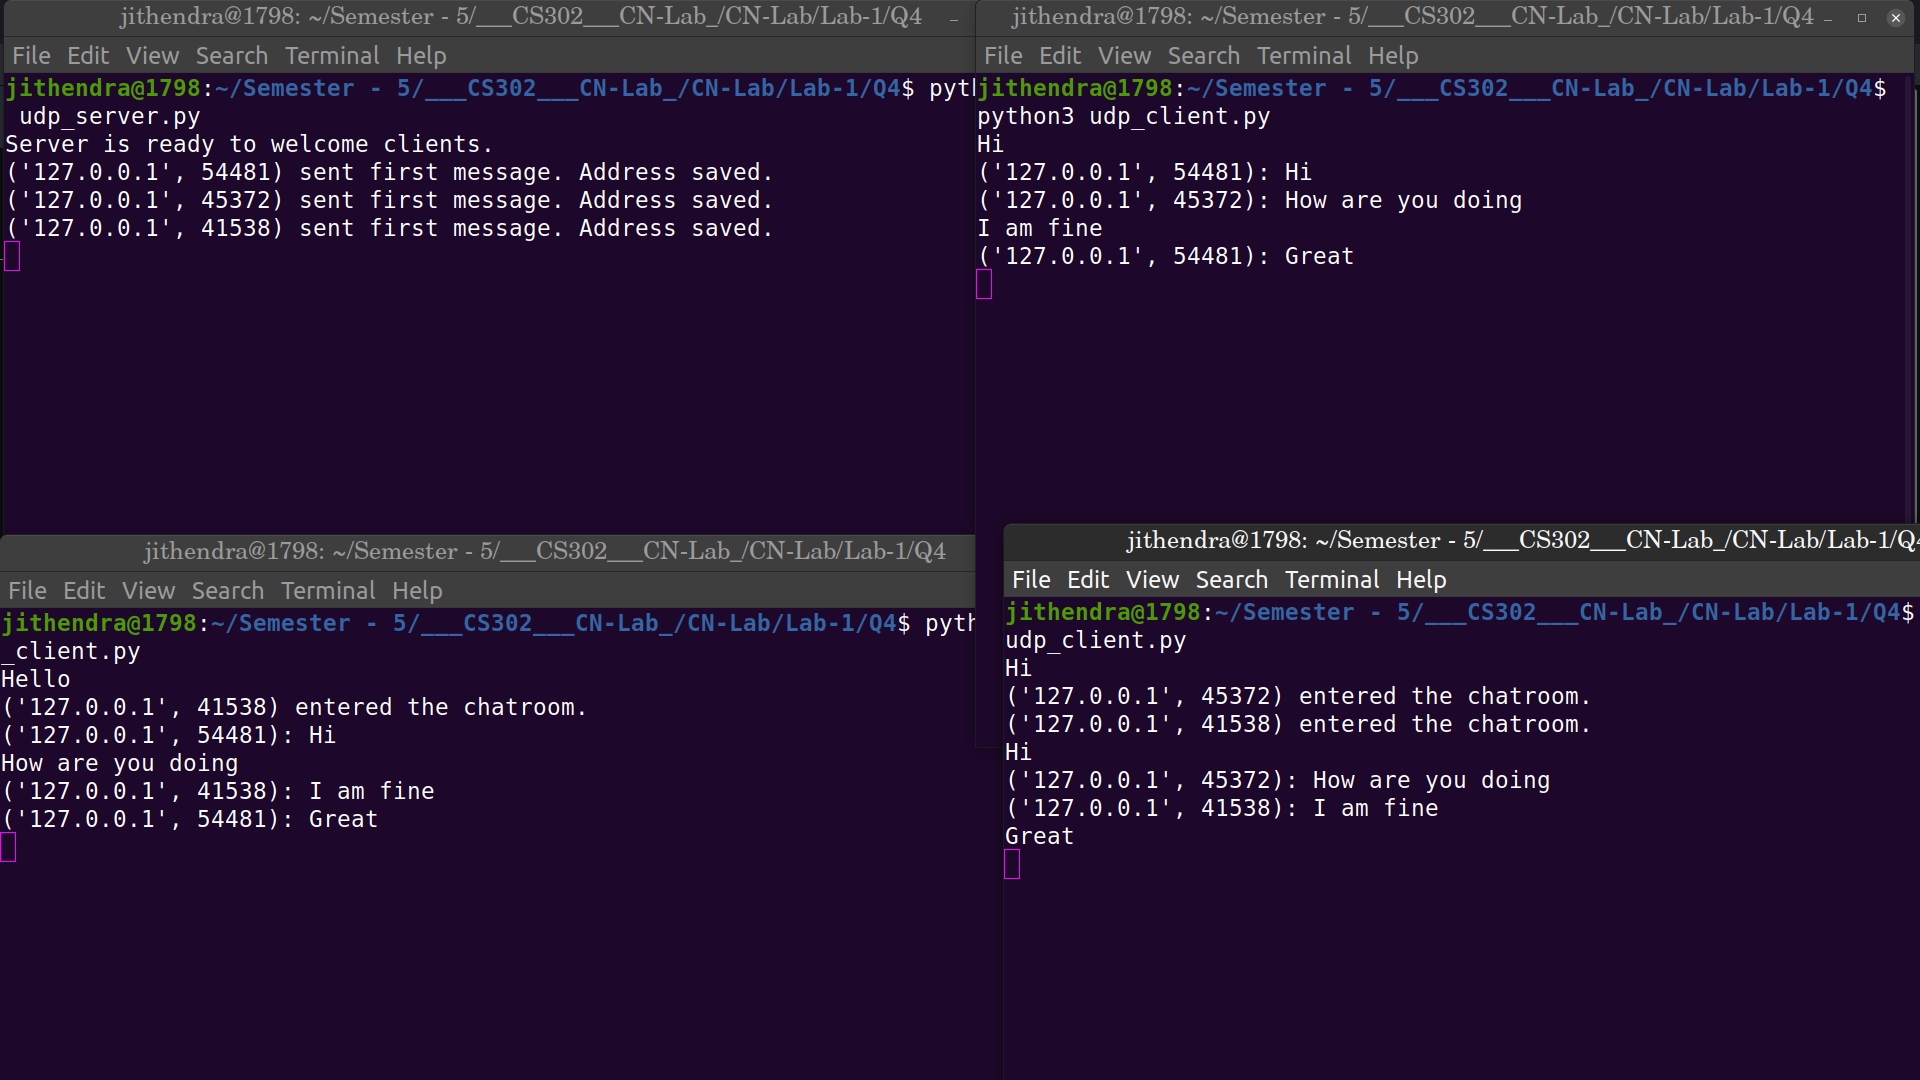 jithendra@1798: ~/Semester - 5/___CS302___CN-Lab_/CN-Lab/Lab-1/Q4
File Edit View Search Terminal Help
jithendra@1798:~/Semester - 5/___CS302___CN-Lab_/CN-Lab/Lab-1/Q4$ pyt
udp_server.py
Server is ready to welcome clients.
('127.0.0.1', 54481) sent first message. Address saved.
('127.0.0.1', 45372) sent first message. Address saved.
('127.0.0.1', 41538) sent first message. Address saved.
jithendra@1798: ~/Semester - 5/___CS302___CN-Lab_/CN-Lab/Lab-1/Q4
File Edit View Search Terminal Help
jithendra@1798:~/Semester - 5/___CS302___CN-Lab_/CN-Lab/Lab-1/Q4$
python3 udp_client.py
Hi
('127.0.0.1', 54481): Hi
('127.0.0.1', 45372): How are you doing
I am fine
('127.0.0.1', 54481): Great
jithendra@1798: ~/Semester - 5/___CS302___CN-Lab_/CN-Lab/Lab-1/Q4
File Edit View Search Terminal Help
jithendra@1798:~/Semester - 5/___CS302___CN-Lab_/CN-Lab/Lab-1/Q4$ pyth
_client.py
Hello
('127.0.0.1', 41538) entered the chatroom.
('127.0.0.1', 54481): Hi
How are you doing
('127.0.0.1', 41538): I am fine
('127.0.0.1', 54481): Great
jithendra@1798: ~/Semester - 5/___CS302___CN-Lab_/CN-Lab/Lab-1/Q4
File Edit View Search Terminal Help
jithendra@1798:~/Semester - 5/___CS302___CN-Lab_/CN-Lab/Lab-1/Q4$
udp_client.py
Hi
('127.0.0.1', 45372) entered the chatroom.
('127.0.0.1', 41538) entered the chatroom.
Hi
('127.0.0.1', 45372): How are you doing
('127.0.0.1', 41538): I am fine
Great